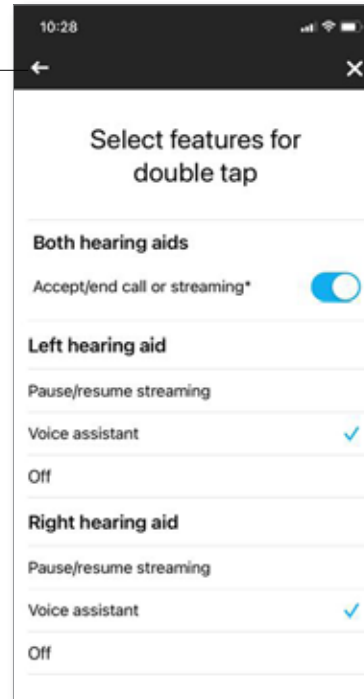 10:28
Select features for
double tap
Both hearing aids
Accept/end call or streaming*
Left hearing aid
Pause/resume streaming
Voice assistant
Off
Right hearing aid
Pause/resume streaming
Voice assistant
Off